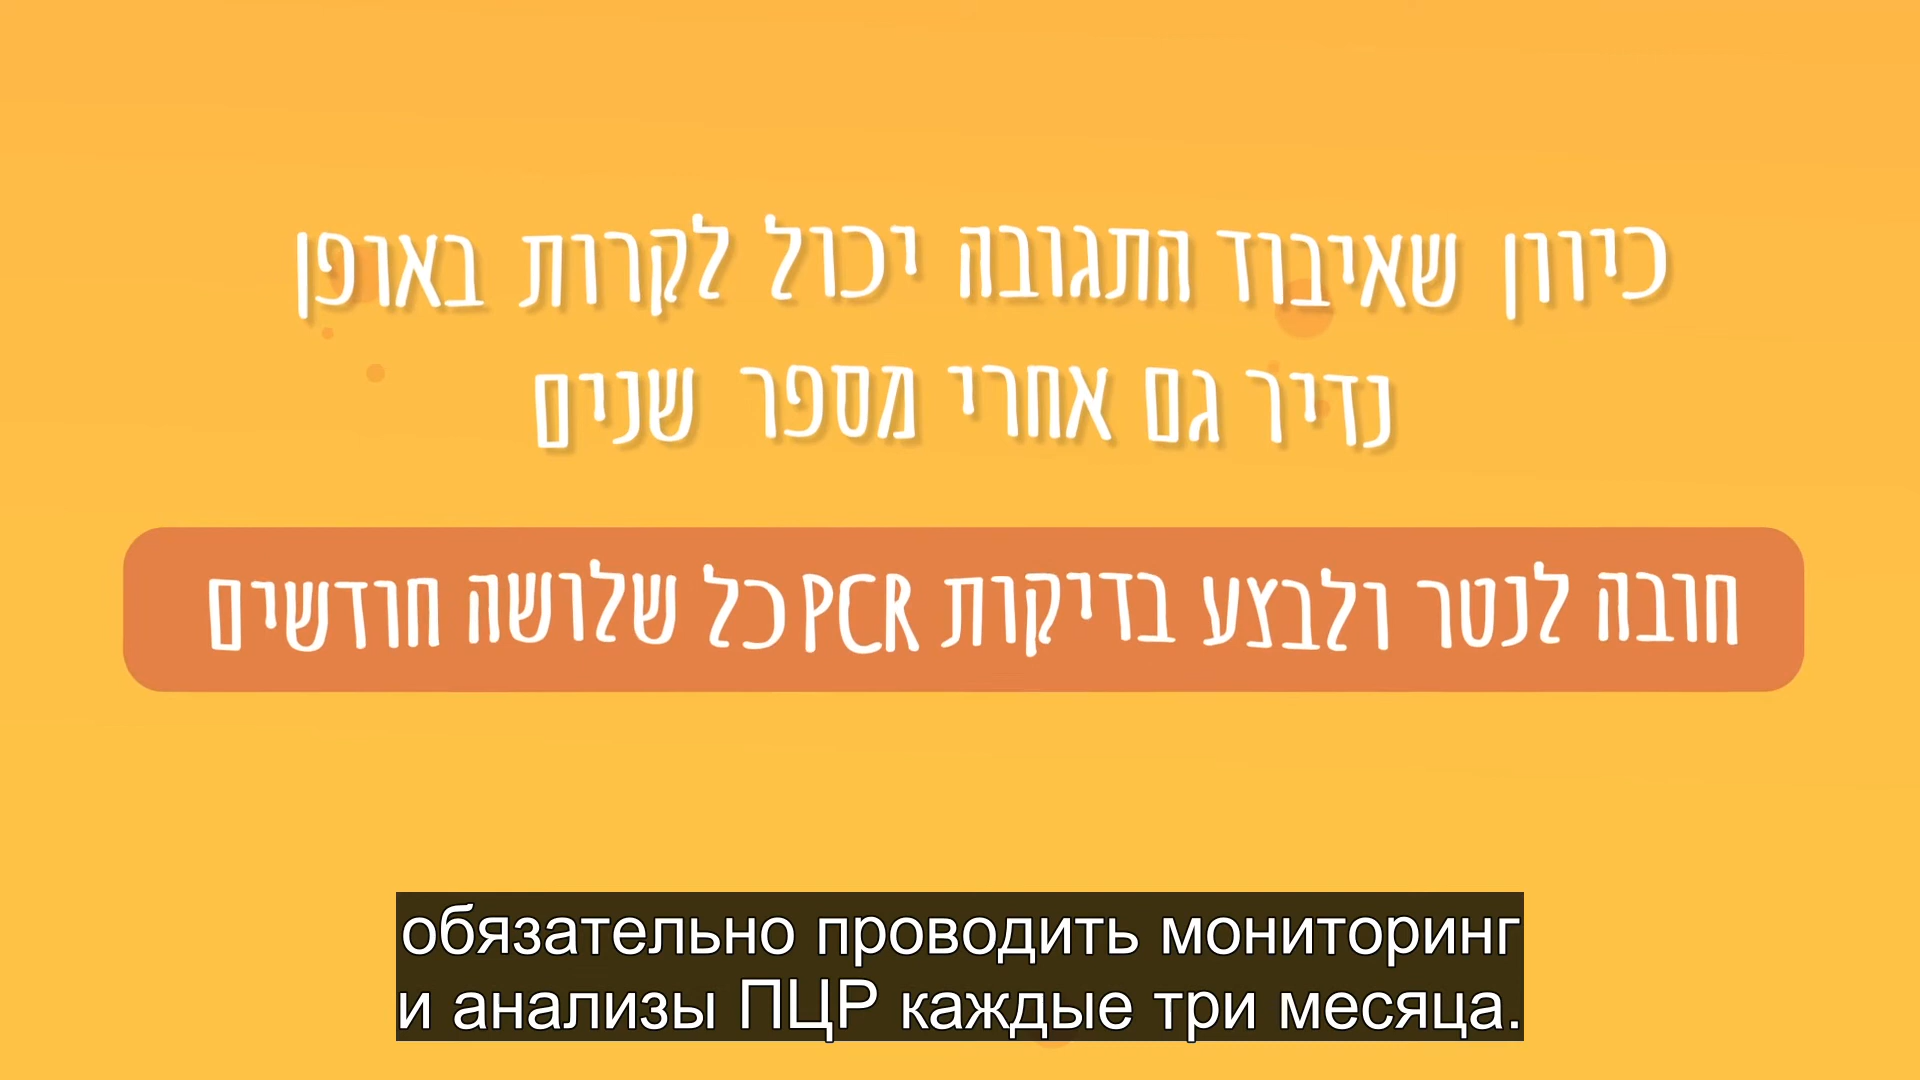 כיוון שאיבוד התגובה יכול לקרות באופן
נדיר גם אחרי מספר שנים
חובה לנטר ולבצע בדיקות PCR כל שלושה חודשים
обязательно проводить мониторинг
и анализы ПЦР каждые три месяца.